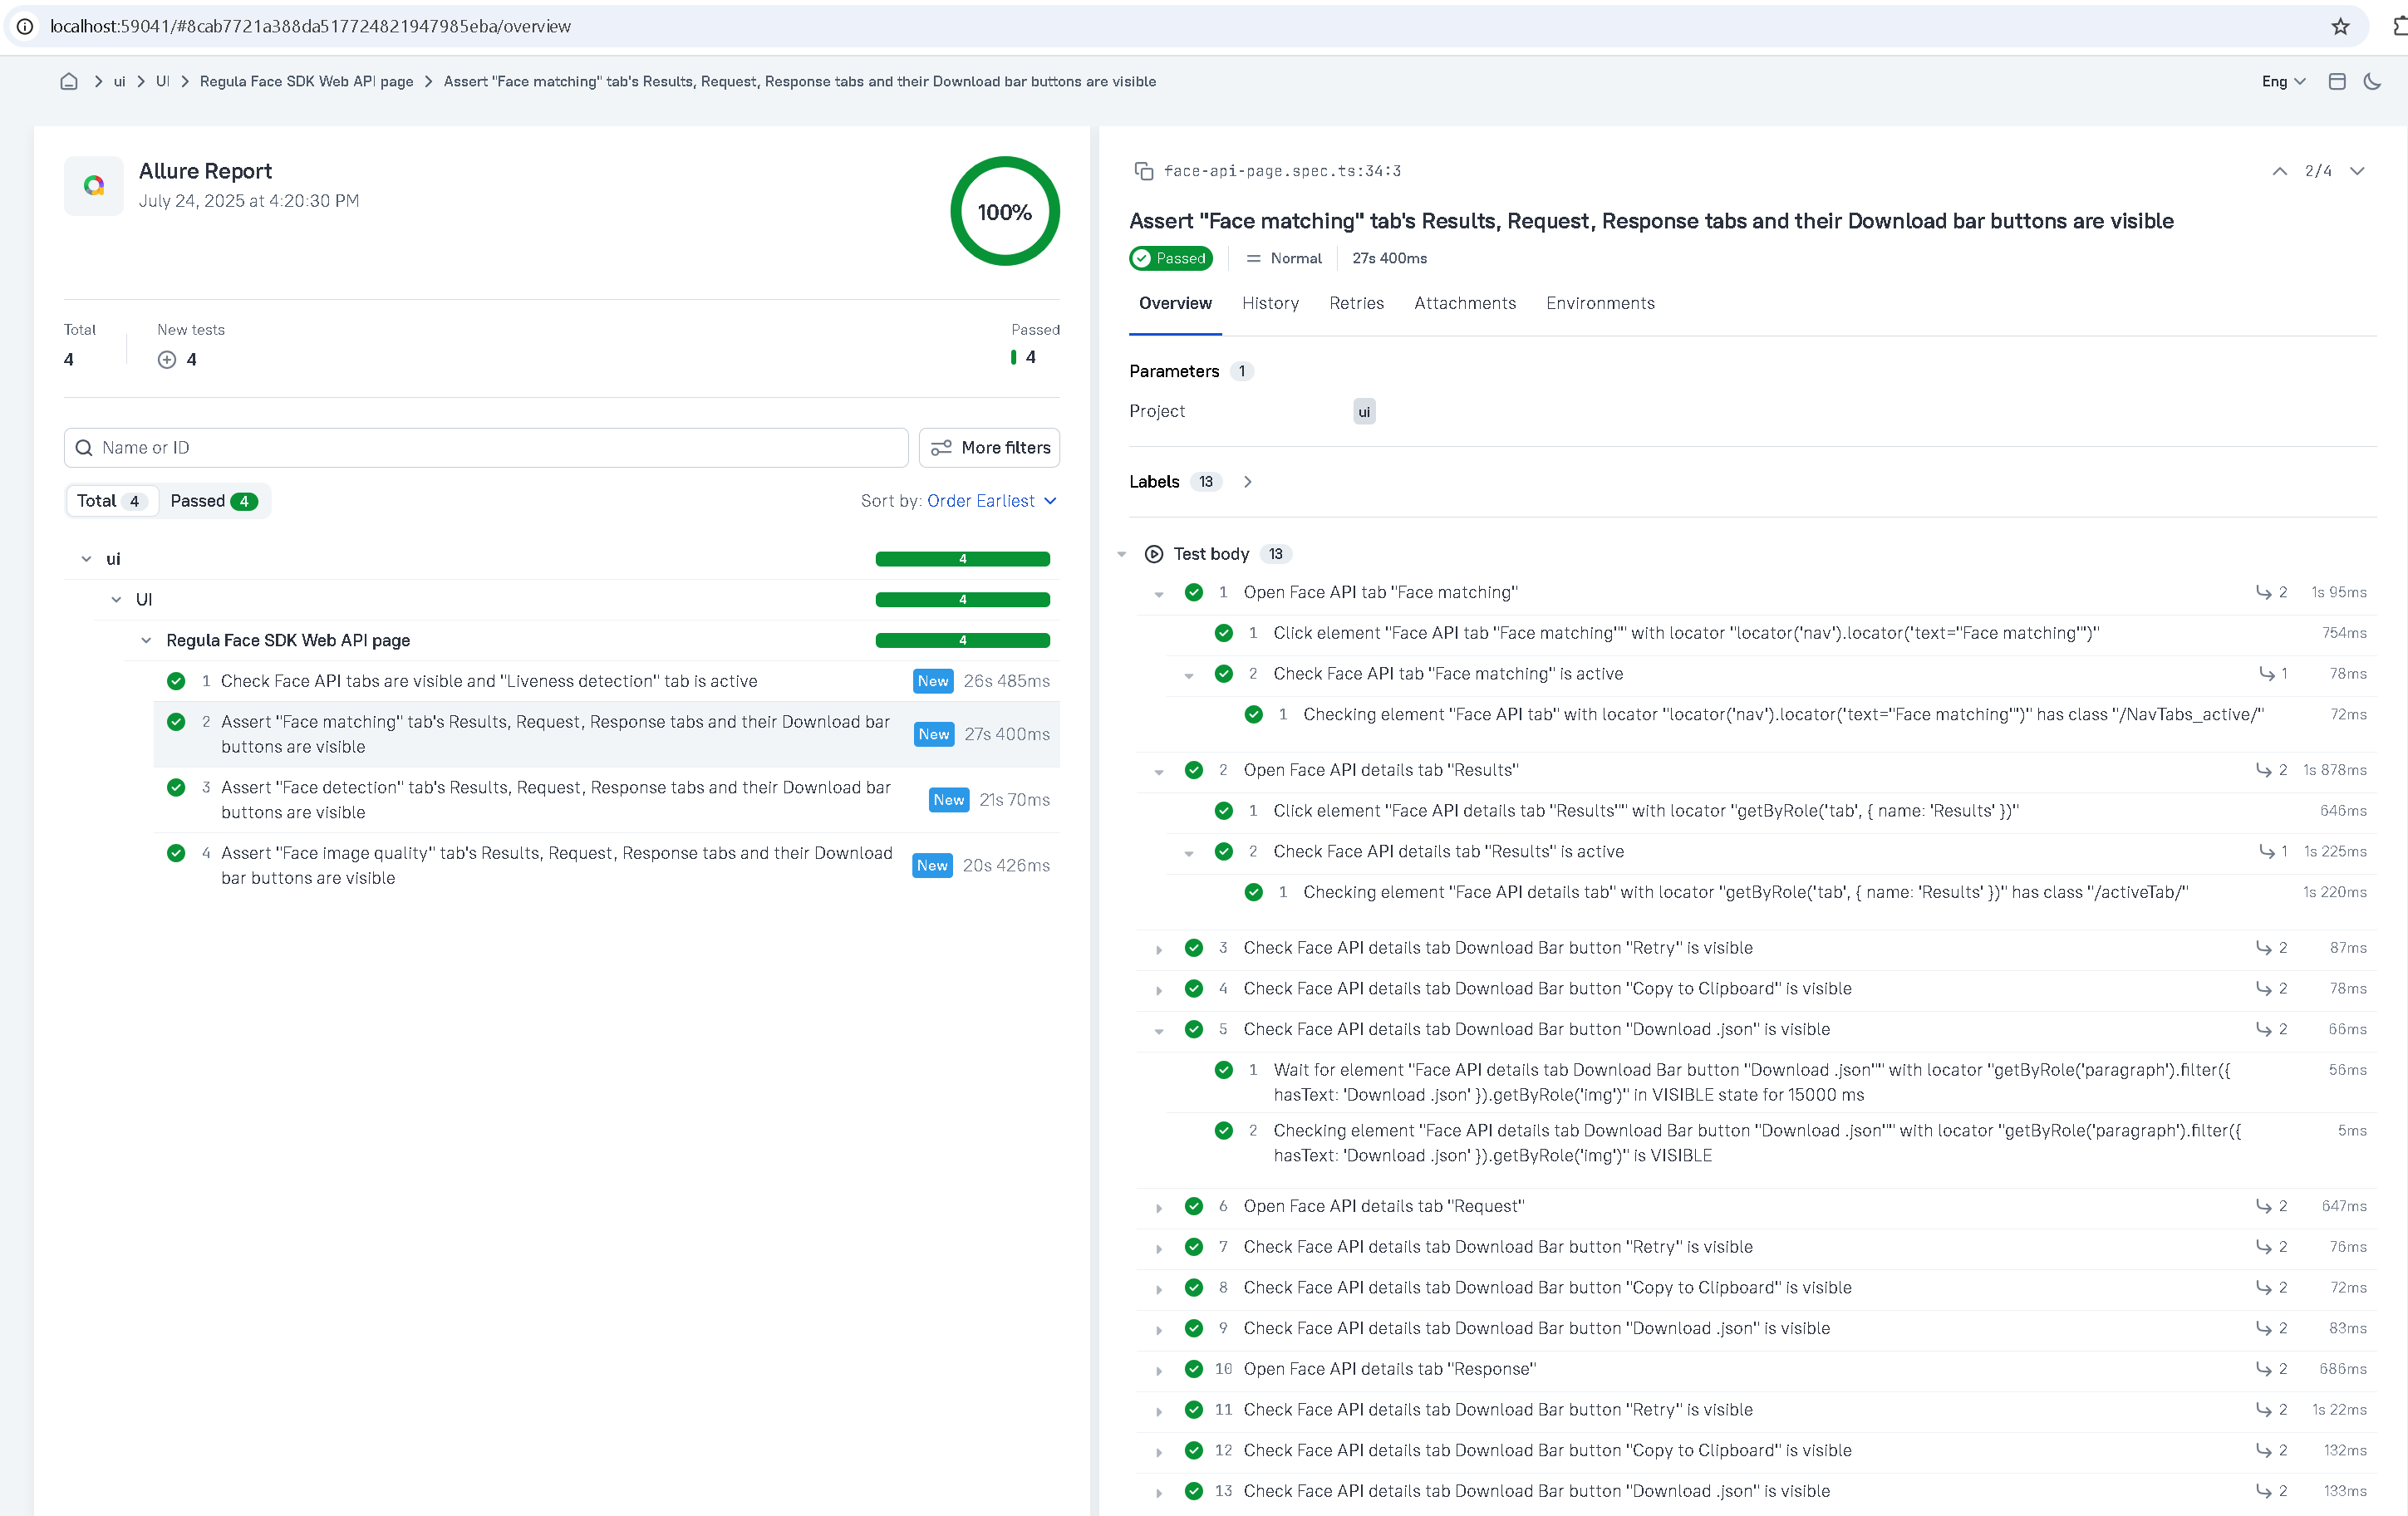 localhost:59041/#8cab7721a388da517724821947985eba/overview
ui > UI > Regula Face SDK Web API page > Assert "Face matching" tab's Results, Request, Response tabs and their Download bar buttons are visible
Eng
Allure Report
July 24, 2025 at 4:20:30 PM
100%
Total
4
New tests
4
Passed
4
Name or ID
More filters
Total 4
Passed 4
Sort by: Order Earliest
ui
4
UI
4
Regula Face SDK Web API page
4
1 Check Face API tabs are visible and "Liveness detection" tab is active
New 26s 485ms
2 Assert "Face matching" tab's Results, Request, Response tabs and their Download bar
buttons are visible
New 27s 400ms
3 Assert "Face detection" tab's Results, Request, Response tabs and their Download bar
buttons are visible
New 21s 70ms
4 Assert "Face image quality" tab's Results, Request, Response tabs and their Download
bar buttons are visible
New 20s 426ms
face-api-page.spec.ts:34:3
2/4
Assert "Face matching" tab's Results, Request, Response tabs and their Download bar buttons are visible
Passed
Normal
27s 400ms
Overview
History
Retries
Attachments
Environments
Parameters 1
Project
ui
Labels 13
Test body 13
1 Open Face API tab "Face matching" 2 1s 95ms
1 Click element "Face API tab "Face matching"" with locator "locator('nav').locator('text="Face matching"')" 754ms
2 Check Face API tab "Face matching" is active 1 78ms
1 Checking element "Face API tab" with locator "locator('nav').locator('text="Face matching"')" has class "/NavTabs_active/" 72ms
2 Open Face API details tab "Results" 2 1s 878ms
1 Click element "Face API details tab "Results"" with locator "getByRole('tab', { name: 'Results' })" 646ms
2 Check Face API details tab "Results" is active 1 1s 225ms
1 Checking element "Face API details tab" with locator "getByRole('tab', { name: 'Results' })" has class "/activeTab/" 1s 220ms
3 Check Face API details tab Download Bar button "Retry" is visible 2 87ms
4 Check Face API details tab Download Bar button "Copy to Clipboard" is visible 2 78ms
5 Check Face API details tab Download Bar button "Download .json" is visible 2 66ms
1 Wait for element "Face API details tab Download Bar button "Download .json"" with locator "getByRole('paragraph').filter({ 56ms
hasText: 'Download .json' }).getByRole('img')" in VISIBLE state for 15000 ms
2 Checking element "Face API details tab Download Bar button "Download .json"" with locator "getByRole('paragraph').filter({ 5ms
hasText: 'Download .json' }).getByRole('img')" is VISIBLE
6 Open Face API details tab "Request" 2 647ms
7 Check Face API details tab Download Bar button "Retry" is visible 2 76ms
8 Check Face API details tab Download Bar button "Copy to Clipboard" is visible 2 72ms
9 Check Face API details tab Download Bar button "Download .json" is visible 2 83ms
10 Open Face API details tab "Response" 2 686ms
11 Check Face API details tab Download Bar button "Retry" is visible 2 1s 22ms
12 Check Face API details tab Download Bar button "Copy to Clipboard" is visible 2 132ms
13 Check Face API details tab Download Bar button "Download .json" is visible 2 133ms